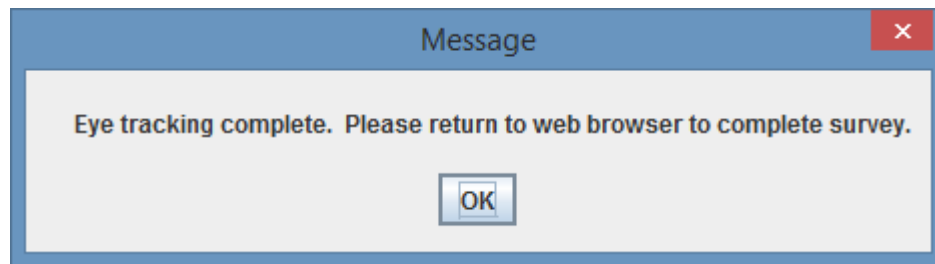 Message
Eye tracking complete.  Please return to web browser to complete survey.
OK